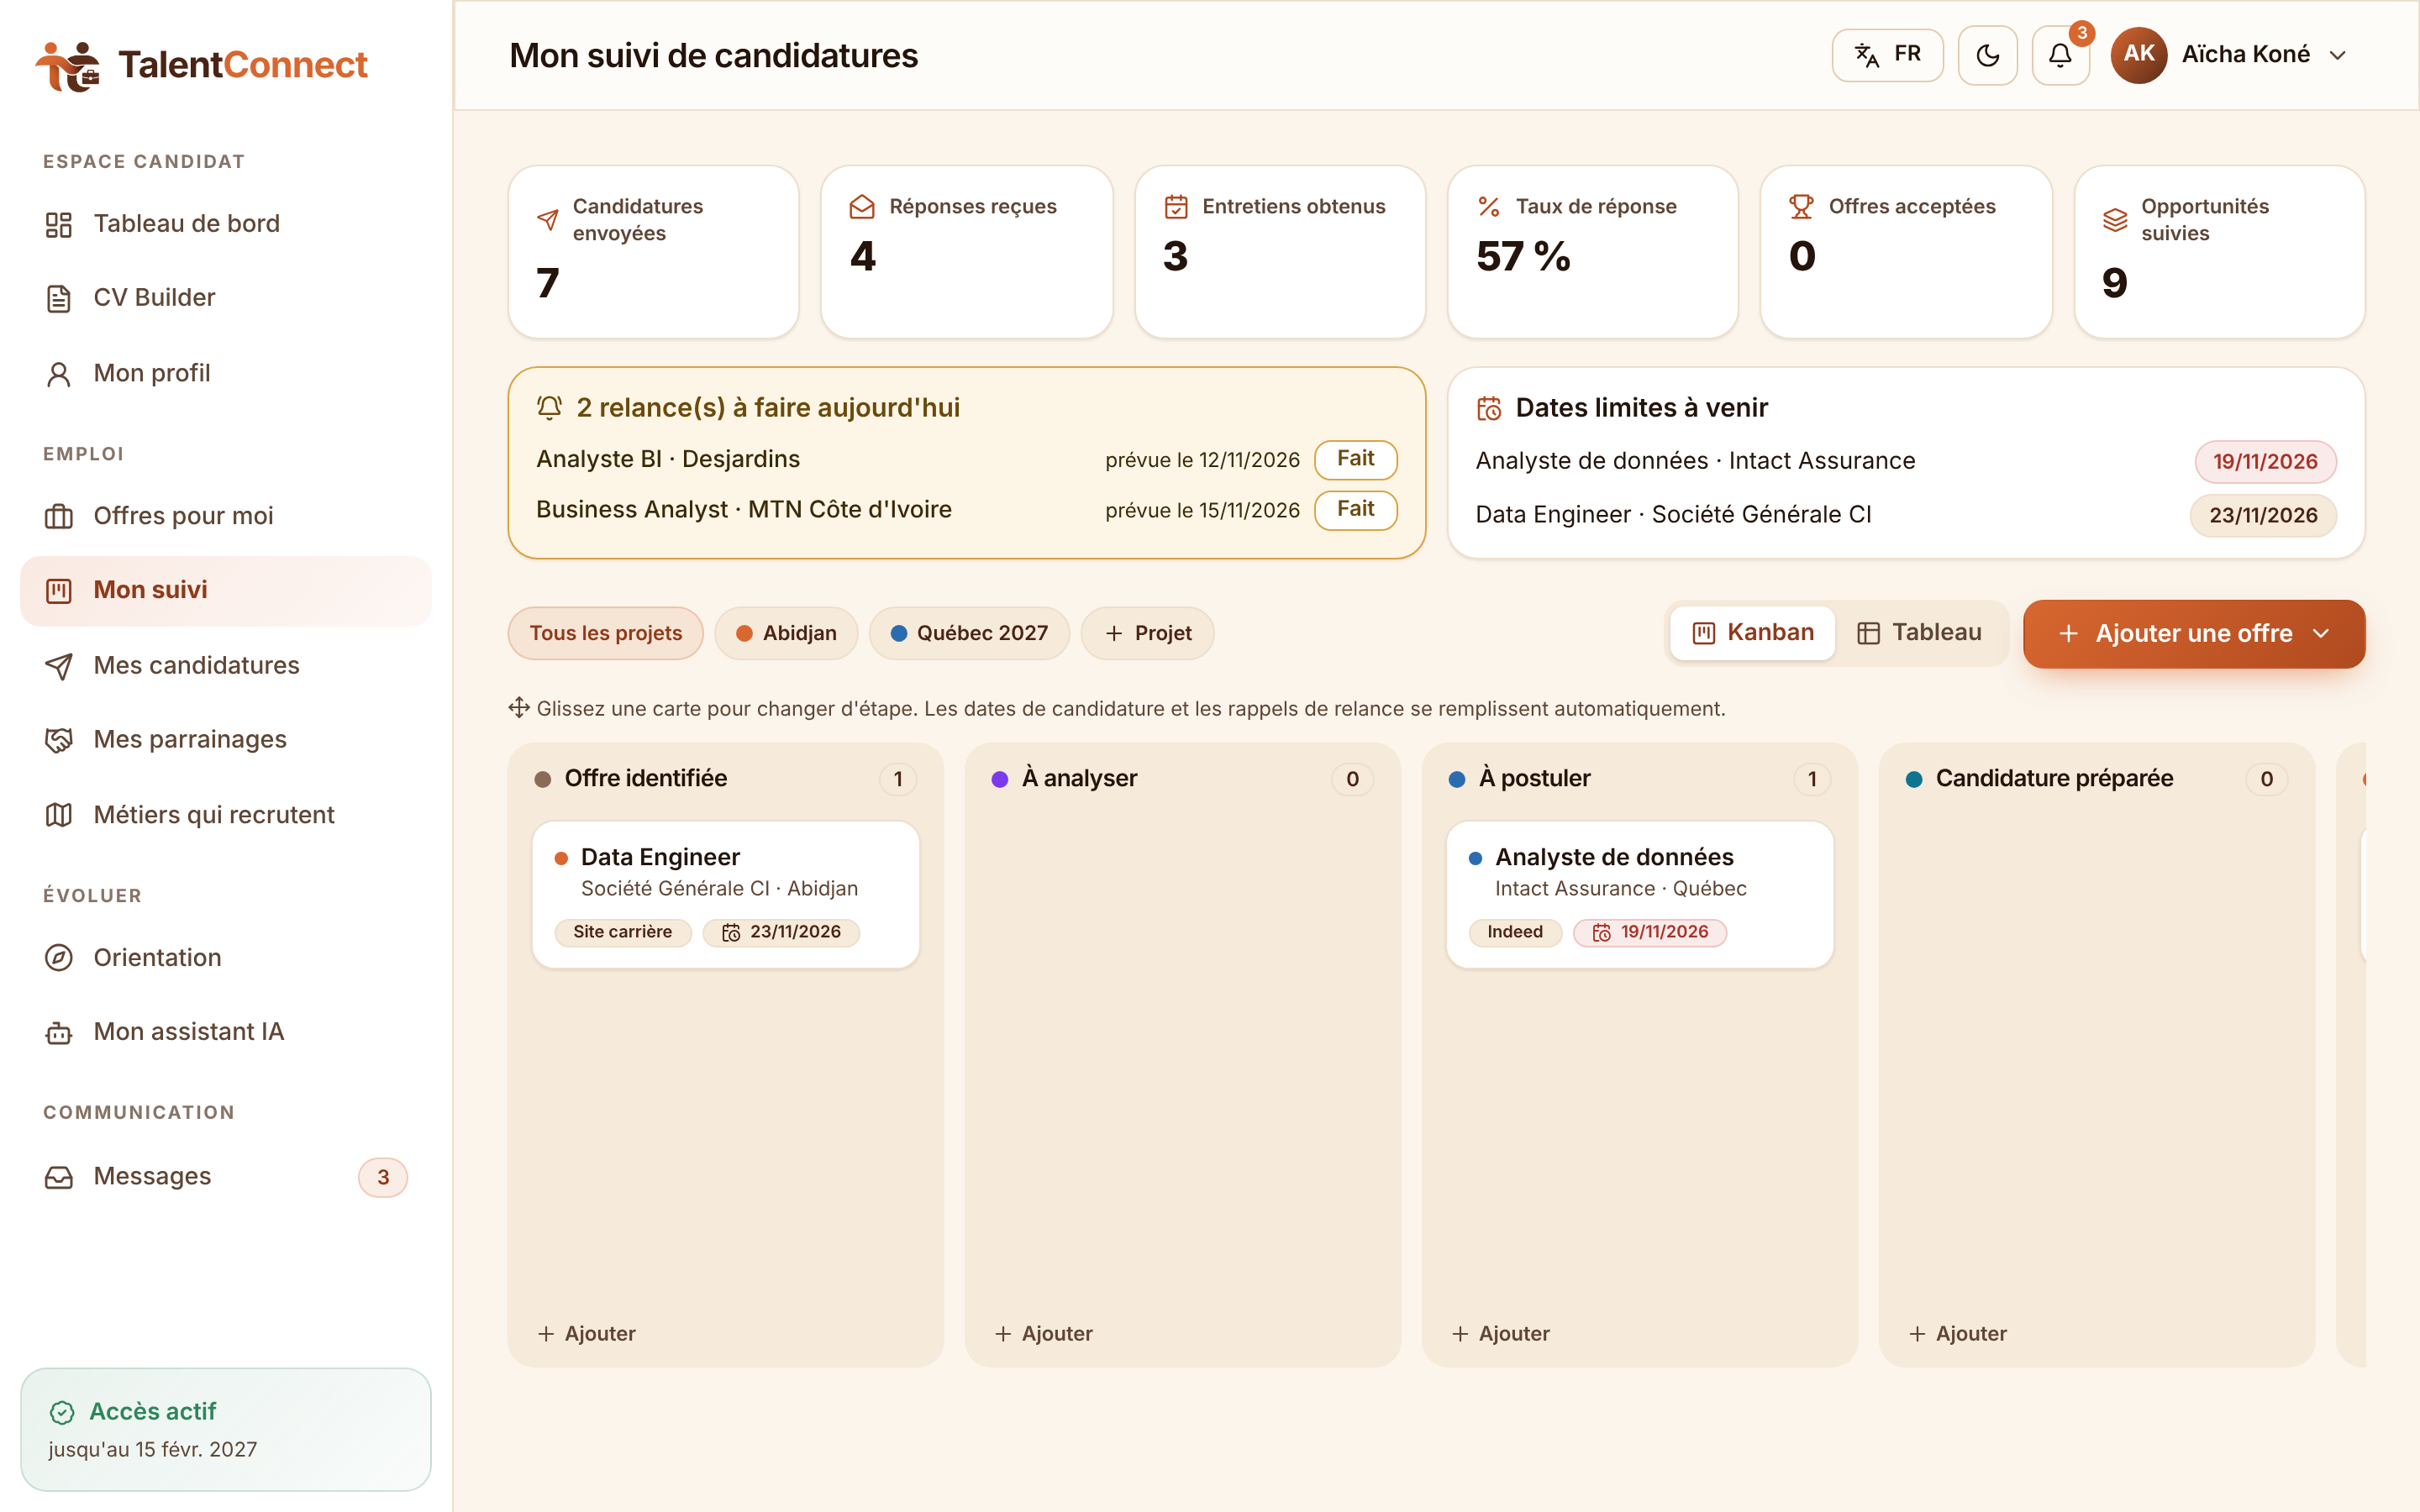 TalentConnect
ESPACE CANDIDAT
Tableau de bord
CV Builder
Mon profil
EMPLOI
Offres pour moi
Mon suivi
Mes candidatures
Mes parrainages
Métiers qui recrutent
ÉVOLUER
Orientation
Mon assistant IA
COMMUNICATION
Messages 3
Accès actif
jusqu'au 15 févr. 2027
Mon suivi de candidatures
FR
3
AK Aïcha Koné
Candidatures
envoyées
7
Réponses reçues
4
Entretiens obtenus
3
Taux de réponse
57 %
Offres acceptées
0
Opportunités
suivies
9
2 relance(s) à faire aujourd'hui
Analyste BI · Desjardins prévue le 12/11/2026 Fait
Business Analyst · MTN Côte d'Ivoire prévue le 15/11/2026 Fait
Dates limites à venir
Analyste de données · Intact Assurance 19/11/2026
Data Engineer · Société Générale CI 23/11/2026
Tous les projets Abidjan Québec 2027 + Projet
Kanban Tableau + Ajouter une offre
Glissez une carte pour changer d'étape. Les dates de candidature et les rappels de relance se remplissent automatiquement.
Offre identifiée 1
Data Engineer
Société Générale CI · Abidjan
Site carrière 23/11/2026
+ Ajouter
À analyser 0
+ Ajouter
À postuler 1
Analyste de données
Intact Assurance · Québec
Indeed 19/11/2026
+ Ajouter
Candidature préparée 0
+ Ajouter